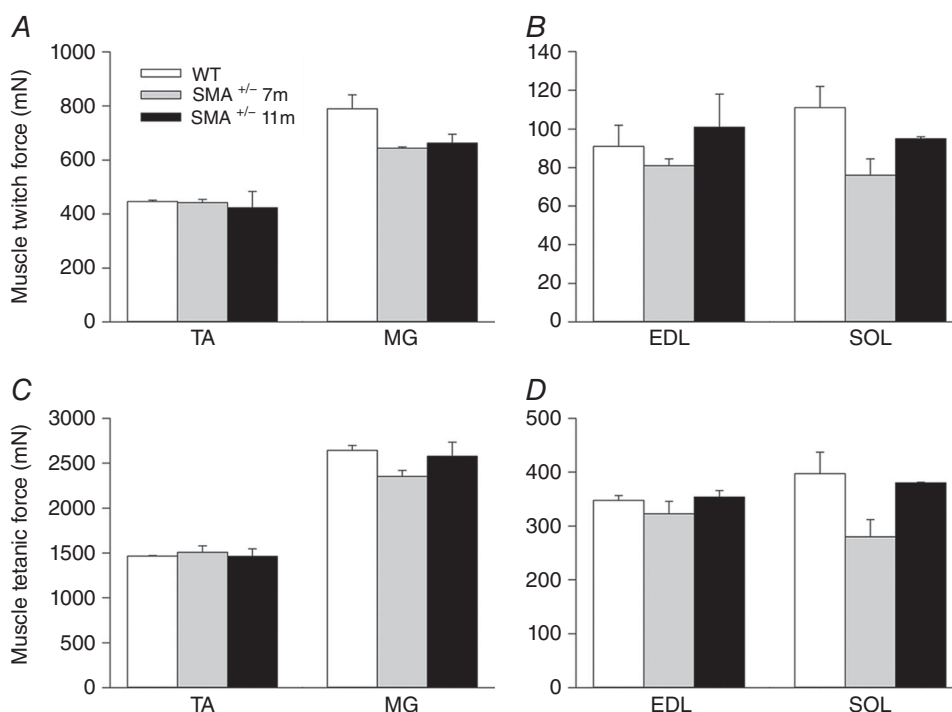 A
Muscle twitch force (mN)
1000
800
600
400
200
0
WT
SMA +/– 7m
SMA +/– 11m
TA MG
B
140
120
100
80
60
40
20
0
EDL SOL
C
Muscle tetanic force (mN)
3000
2500
2000
1500
1000
500
0
TA MG
D
500
400
300
200
100
0
EDL SOL